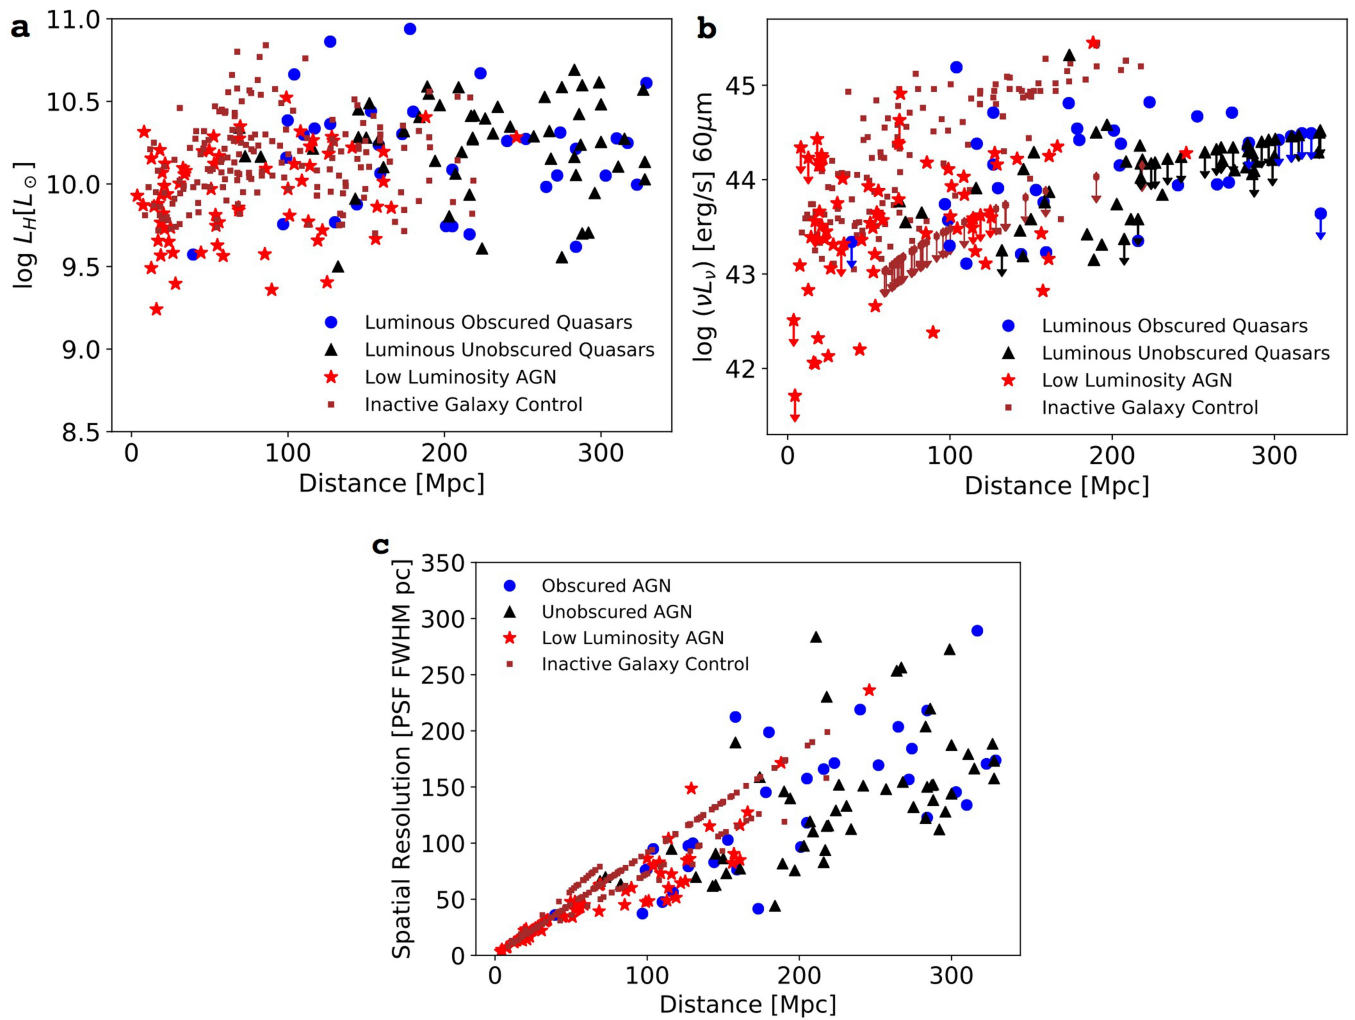 a
11.0
10.5
10.0
9.5
9.0
8.5
log L_H[L_⊙]
0 100 200 300
Distance [Mpc]
Luminous Obscured Quasars
Luminous Unobscured Quasars
Low Luminosity AGN
Inactive Galaxy Control
b
45
44
43
42
log (νL_ν) [erg/s] 60μm
0 100 200 300
Distance [Mpc]
Luminous Obscured Quasars
Luminous Unobscured Quasars
Low Luminosity AGN
Inactive Galaxy Control
c
350
300
250
200
150
100
50
0
Spatial Resolution [PSF FWHM pc]
Obscured AGN
Unobscured AGN
Low Luminosity AGN
Inactive Galaxy Control
0 100 200 300
Distance [Mpc]